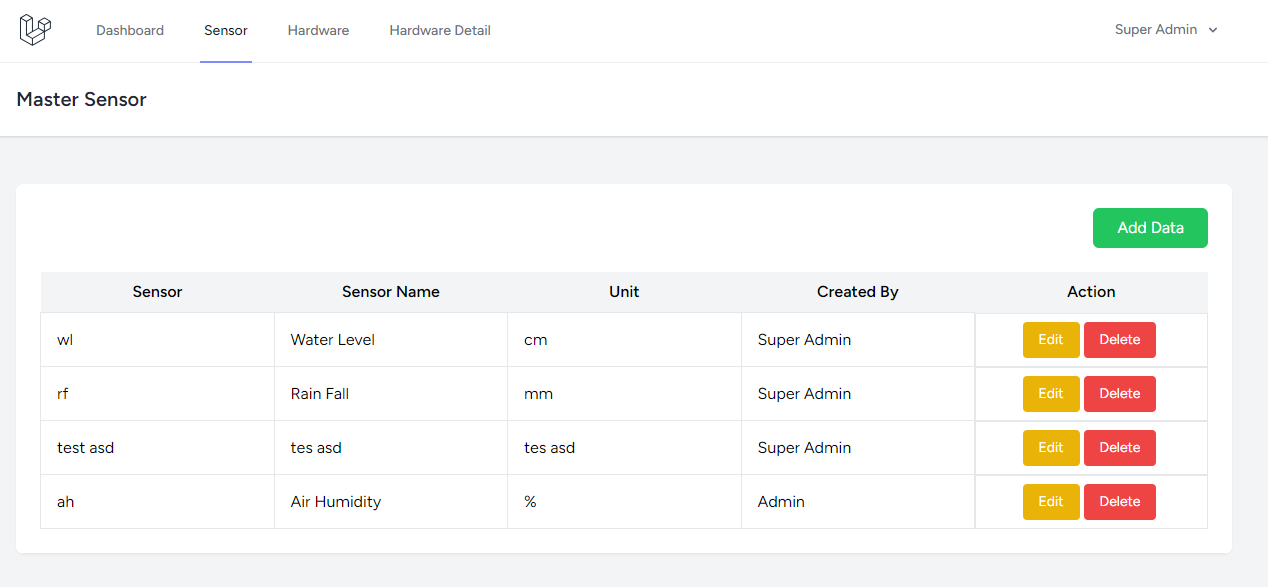 Dashboard Sensor Hardware Hardware Detail Super Admin
Master Sensor
Add Data
Sensor Sensor Name Unit Created By Action
wl Water Level cm Super Admin Edit Delete
rf Rain Fall mm Super Admin Edit Delete
test asd tes asd tes asd Super Admin Edit Delete
ah Air Humidity % Admin Edit Delete